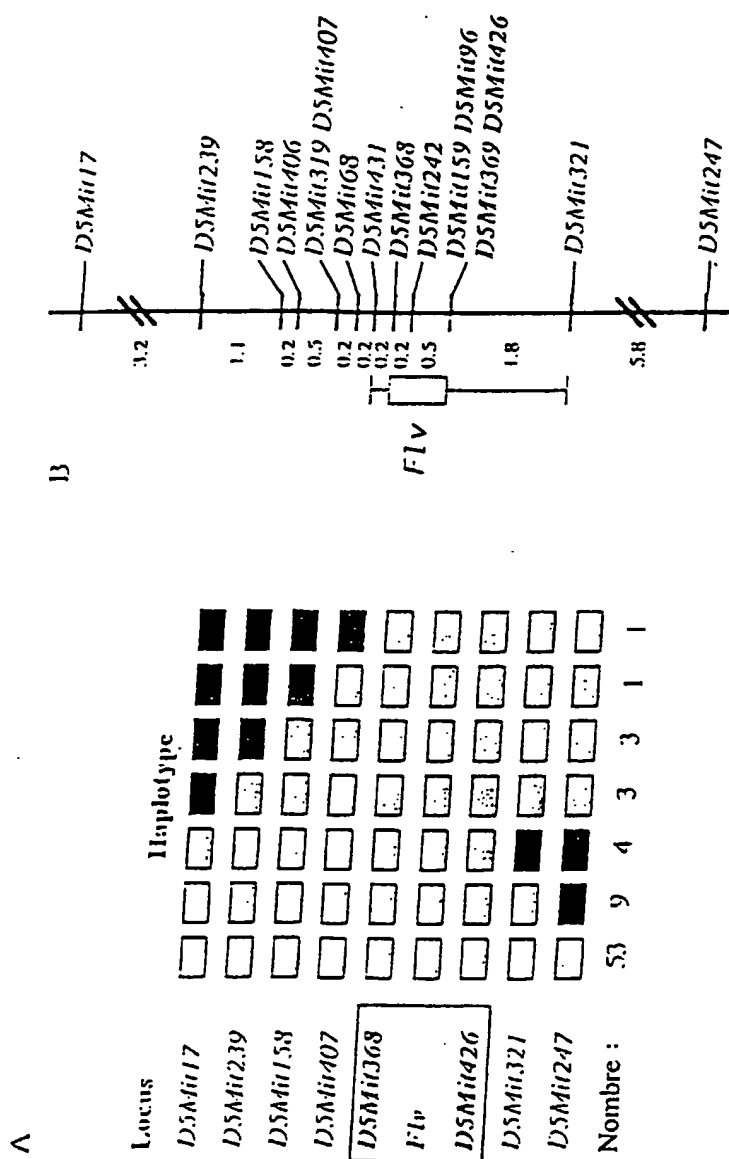 A
Haplotype
Locus
D5Mit17
D5Mit239
D5Mit158
D5Mit407
D5Mit368
Flv
D5Mit426
D5Mit321
D5Mit247
Nombre : 53 9 4 3 3 1 1
B
D5Mit17
3.2
D5Mit239
1.1
D5Mit158
0.2
D5Mit406
0.5
D5Mit319 D5Mit407
0.2
D5Mit68
0.2
D5Mit431
0.2
D5Mit368
0.2
D5Mit242
0.5
D5Mit159 D5Mit96
D5Mit369 D5Mit426
1.8
D5Mit321
5.8
D5Mit247
Flv